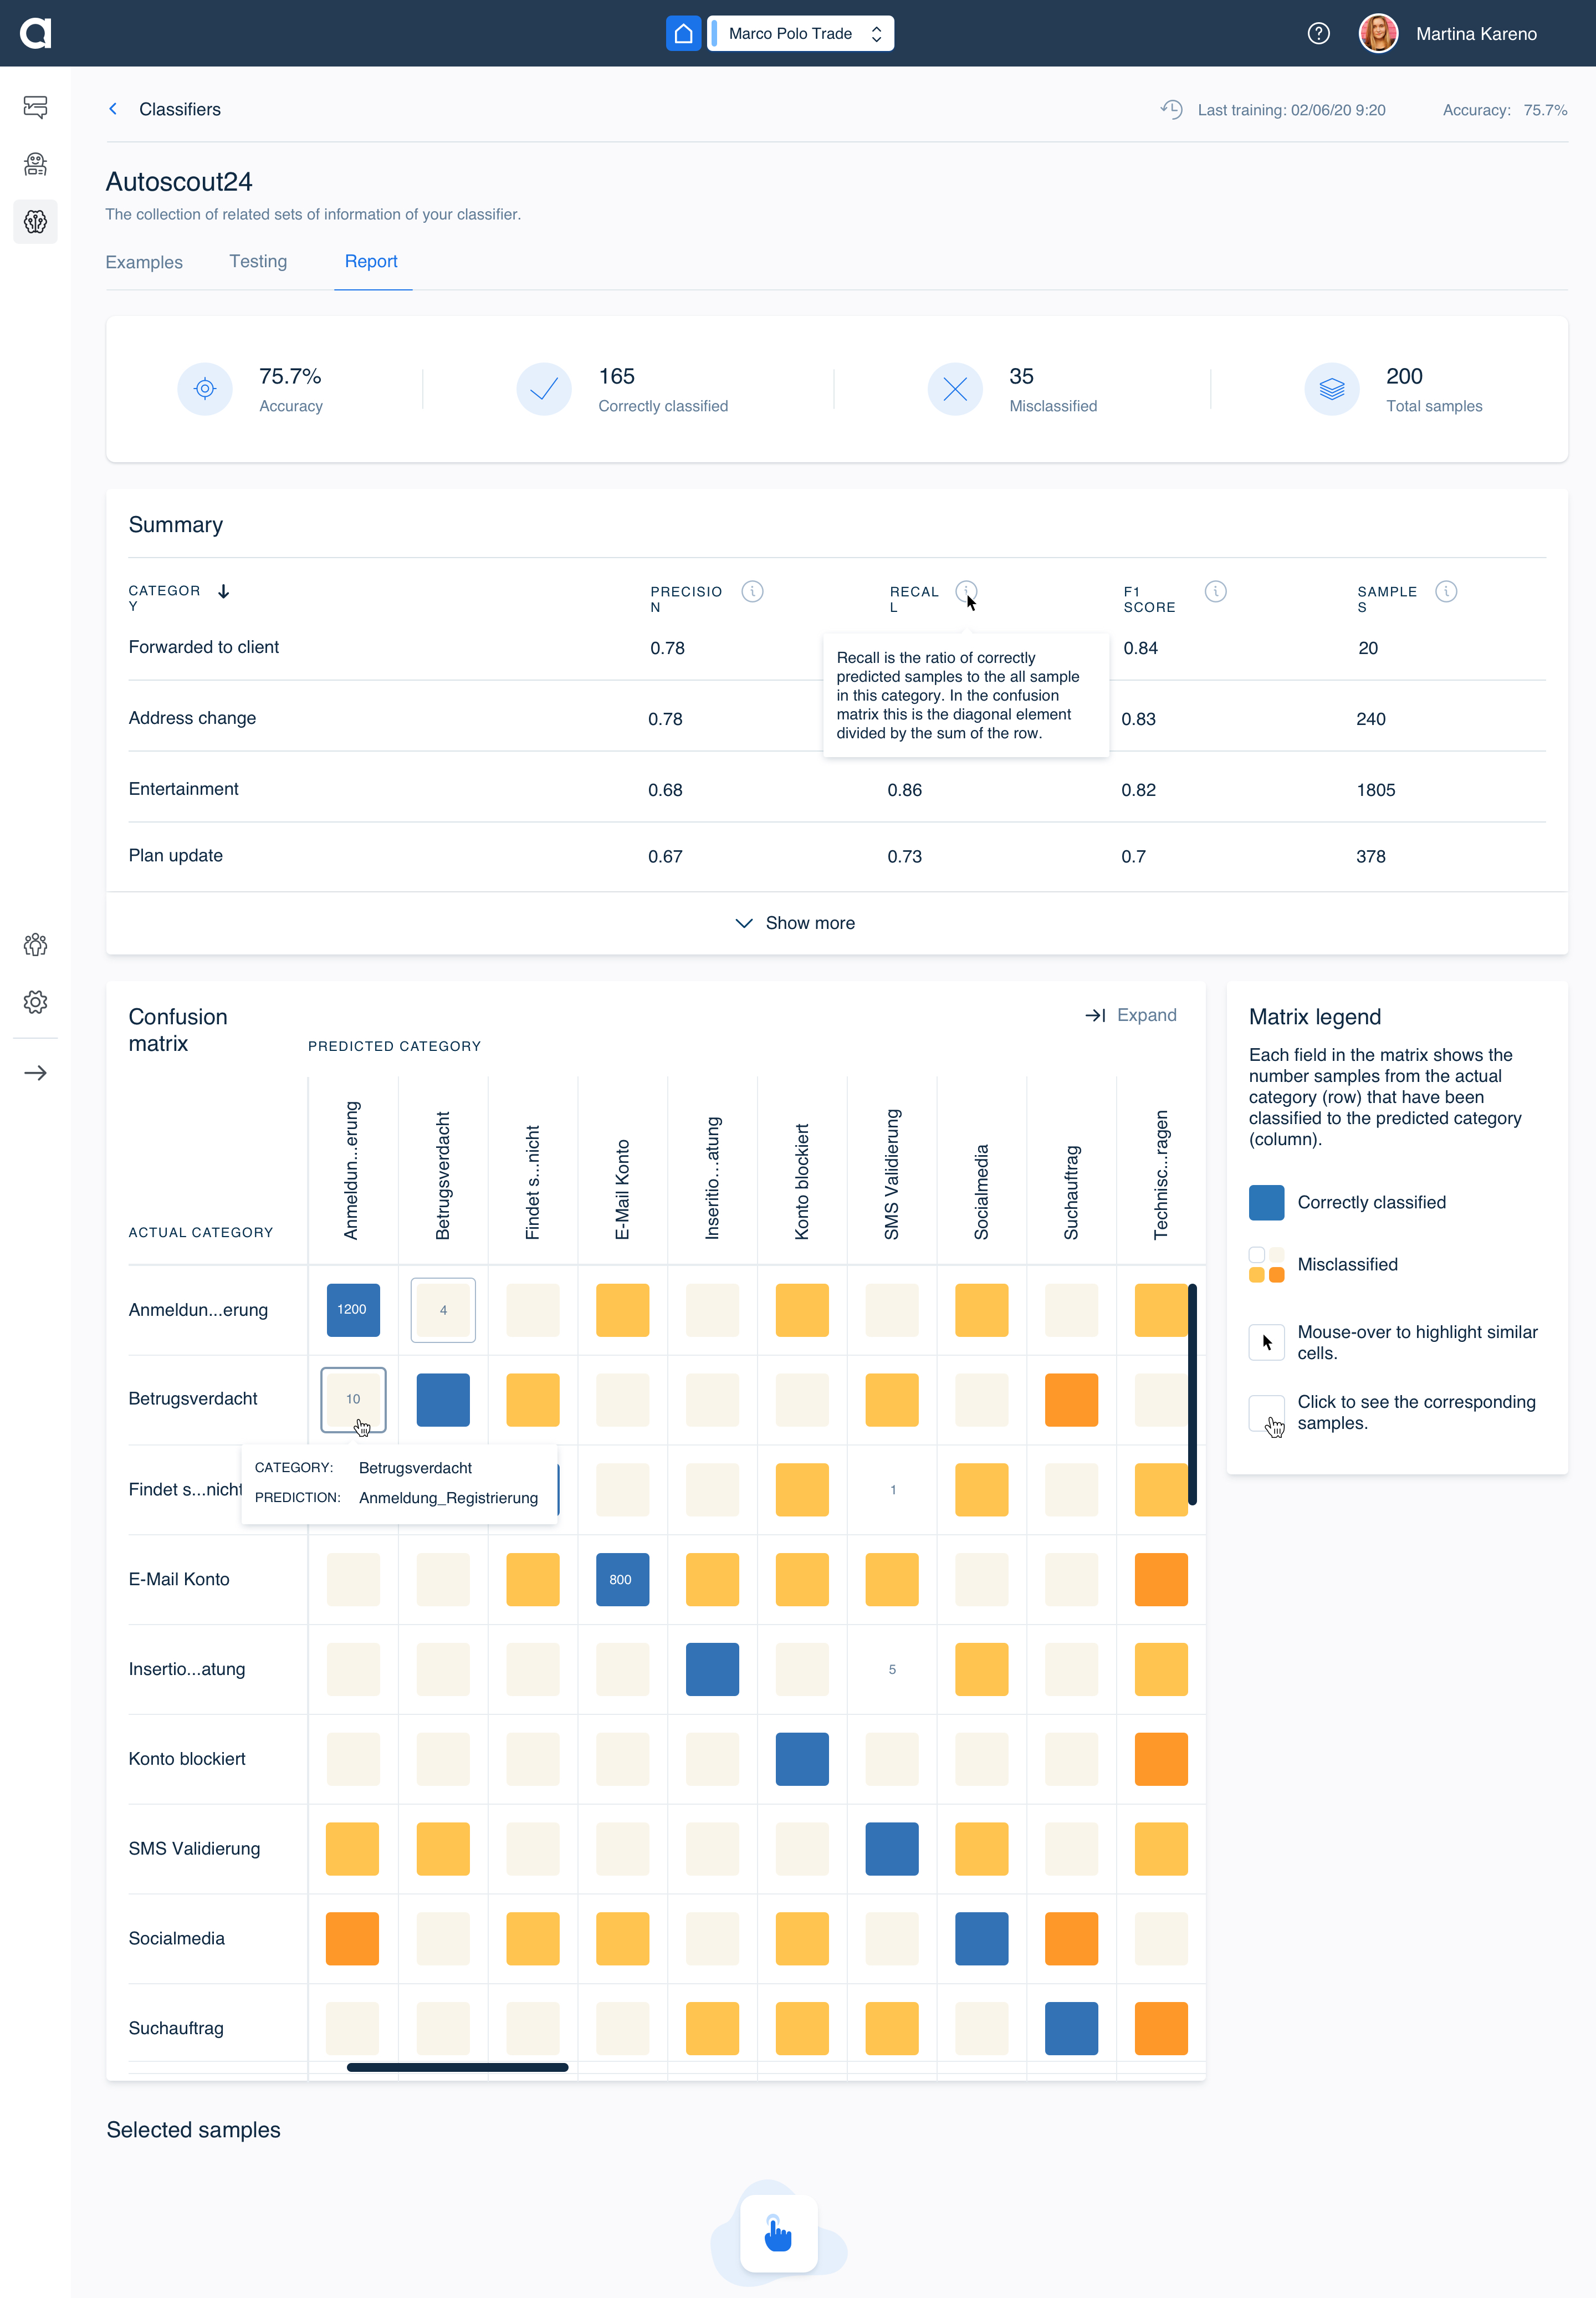 Marco Polo Trade
Martina Kareno
Classifiers
Last training: 02/06/20 9:20
Accuracy: 75.7%
Autoscout24
The collection of related sets of information of your classifier.
Examples Testing Report
75.7%
Accuracy
165
Correctly classified
35
Misclassified
200
Total samples
Summary
CATEGOR
Y
PRECISIO
N
RECAL
L
F1
SCORE
SAMPLE
S
Forwarded to client 0.78 0.84 20
Recall is the ratio of correctly
predicted samples to the all sample
in this category. In the confusion
matrix this is the diagonal element
divided by the sum of the row.
Address change 0.78 0.83 240
Entertainment 0.68 0.86 0.82 1805
Plan update 0.67 0.73 0.7 378
Show more
Confusion
matrix
PREDICTED CATEGORY
Expand
ACTUAL CATEGORY
Anmeldun...erung
Betrugsverdacht
Findet s...nicht
E-Mail Konto
Inseritio...atung
Konto blockiert
SMS Validierung
Socialmedia
Suchauftrag
Technisc...ragen
Anmeldun...erung 1200 4
Betrugsverdacht 10
CATEGORY: Betrugsverdacht
PREDICTION: Anmeldung_Registrierung
Findet s...nicht 1
E-Mail Konto 800
Insertio...atung 5
Konto blockiert
SMS Validierung
Socialmedia
Suchauftrag
Matrix legend
Each field in the matrix shows the
number samples from the actual
category (row) that have been
classified to the predicted category
(column).
Correctly classified
Misclassified
Mouse-over to highlight similar
cells.
Click to see the corresponding
samples.
Selected samples